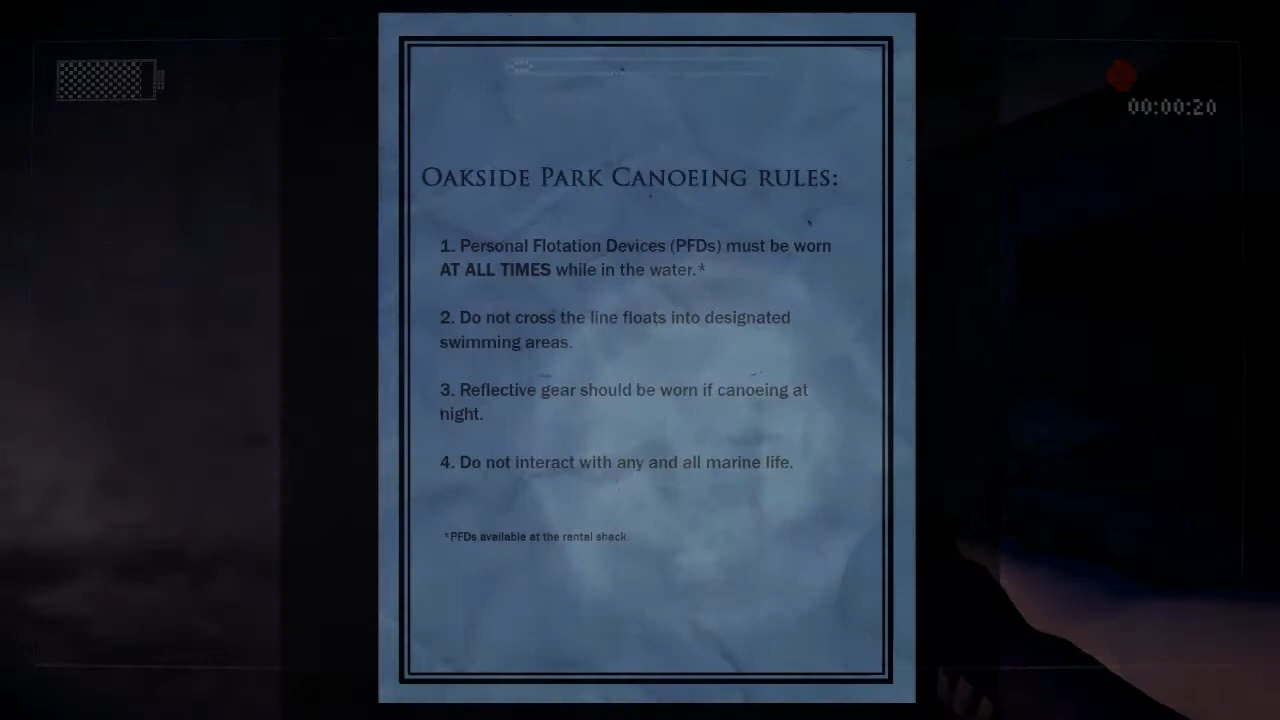 00:00:20
Oakside Park Canoeing rules:
1. Personal Flotation Devices (PFDs) must be worn
AT ALL TIMES while in the water.*
2. Do not cross the line floats into designated
swimming areas.
3. Reflective gear should be worn if canoeing at
night.
4. Do not interact with any and all marine life.
*PFDs available at the rental shack.